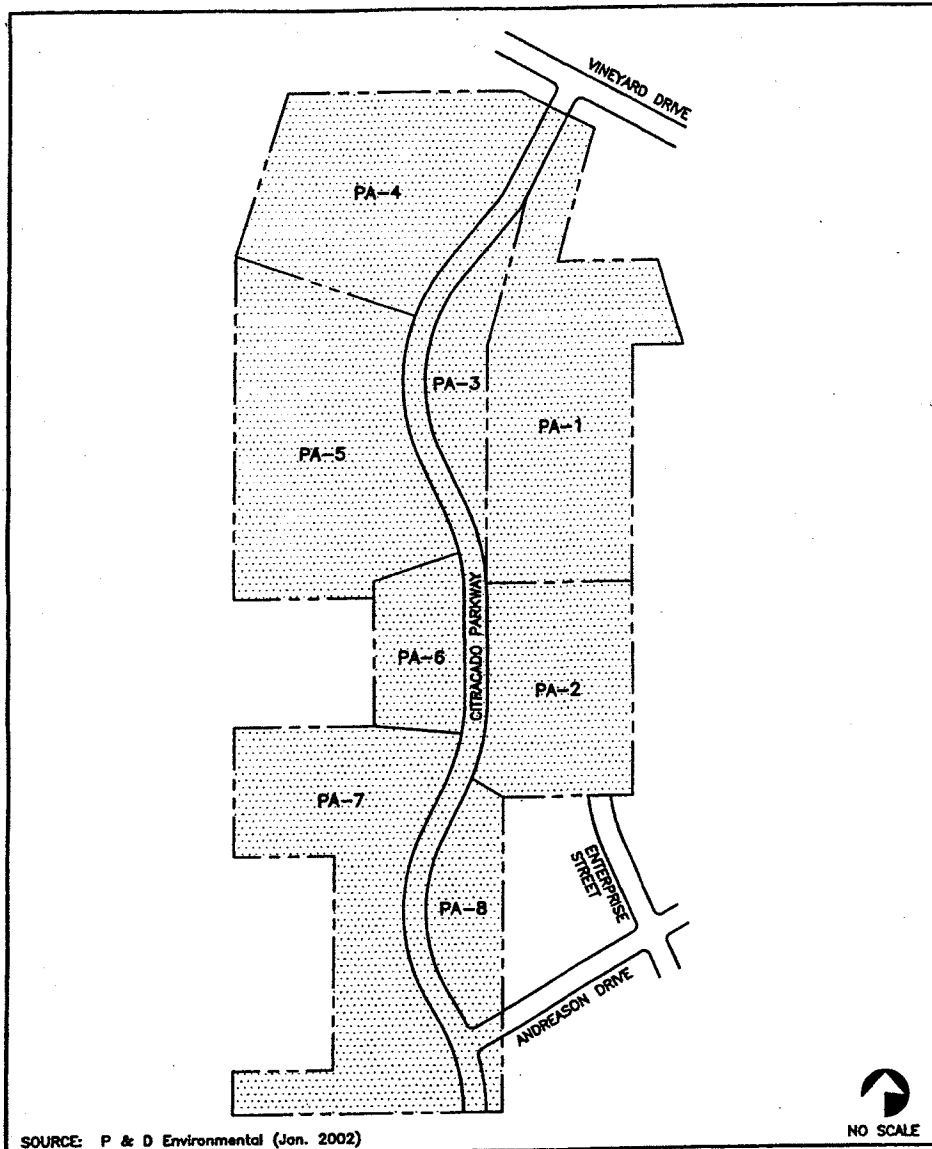 VINEYARD DRIVE
PA-4
PA-3
PA-1
PA-5
CITRACADO PARKWAY
PA-6
PA-2
PA-7
ENTERPRISE
STREET
PA-8
ANDREASON DRIVE
NO SCALE
SOURCE: P & D Environmental (Jan. 2002)